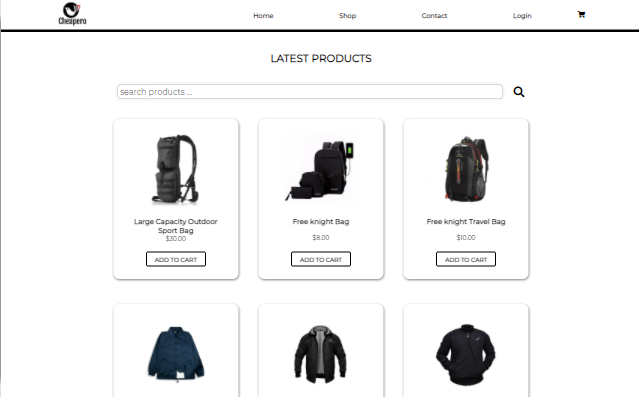 Cheapero
Home Shop Contact Login
LATEST PRODUCTS
search products ...
Large Capacity Outdoor
Sport Bag
$30.00
ADD TO CART
Free knight Bag
$8.00
ADD TO CART
Free knight Travel Bag
$10.00
ADD TO CART